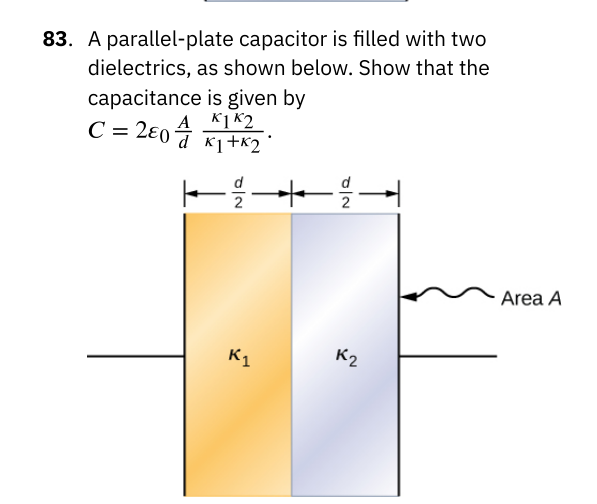 83. A parallel-plate capacitor is filled with two
dielectrics, as shown below. Show that the
capacitance is given by
C = 2ε₀ A/d κ₁κ₂/κ₁+κ₂.
d/2 d/2
Area A
κ₁ κ₂